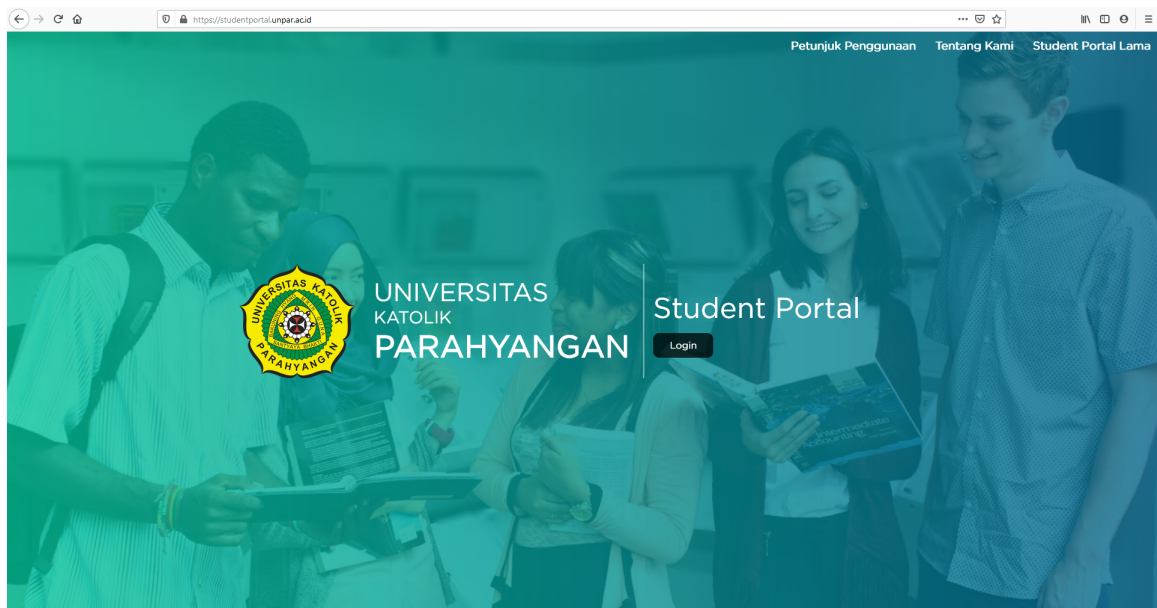 https://studentportal.unpar.ac.id
Petunjuk Penggunaan Tentang Kami Student Portal Lama
UNIVERSITAS KATOLIK
PARAHYANGAN
UNIVERSITAS
KATOLIK
PARAHYANGAN
Student Portal
Login
Intermediate
Accounting